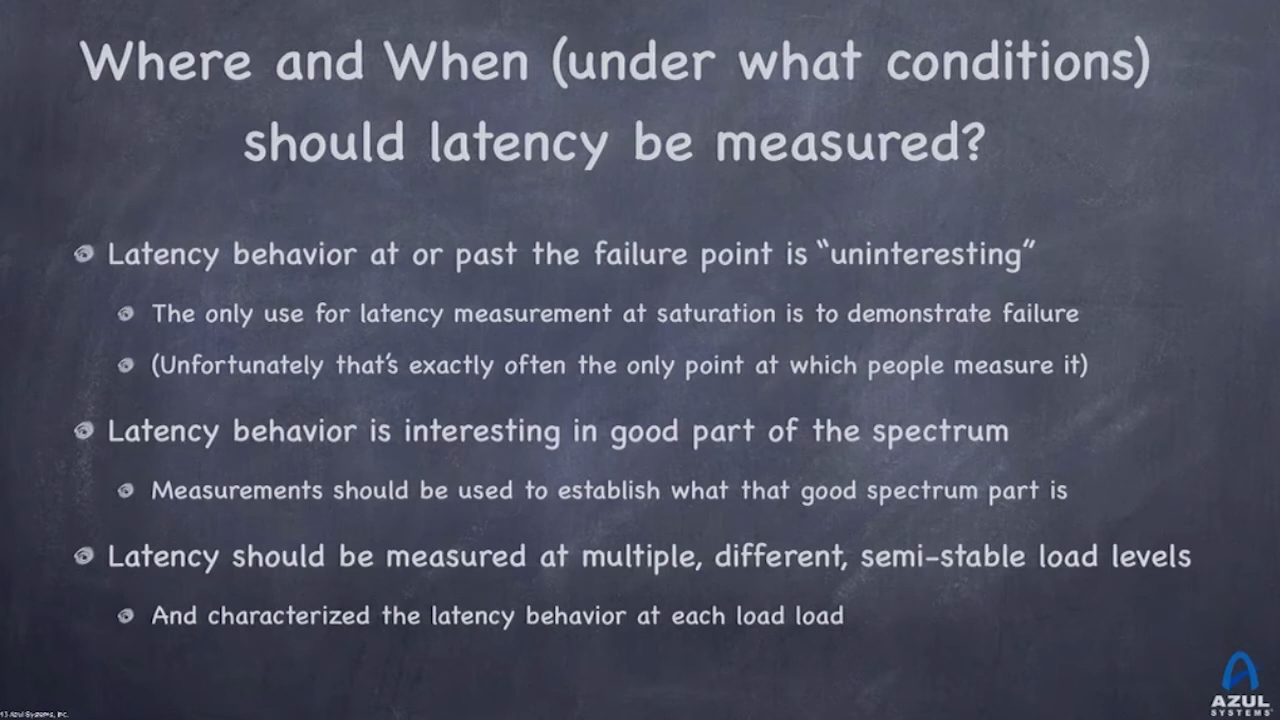 Where and When (under what conditions)
should latency be measured?
Latency behavior at or past the failure point is “uninteresting”
The only use for latency measurement at saturation is to demonstrate failure
(Unfortunately that’s exactly often the only point at which people measure it)
Latency behavior is interesting in good part of the spectrum
Measurements should be used to establish what that good spectrum part is
Latency should be measured at multiple, different, semi-stable load levels
And characterized the latency behavior at each load load
AZUL
SYSTEMS
13 Azul Systems, Inc.